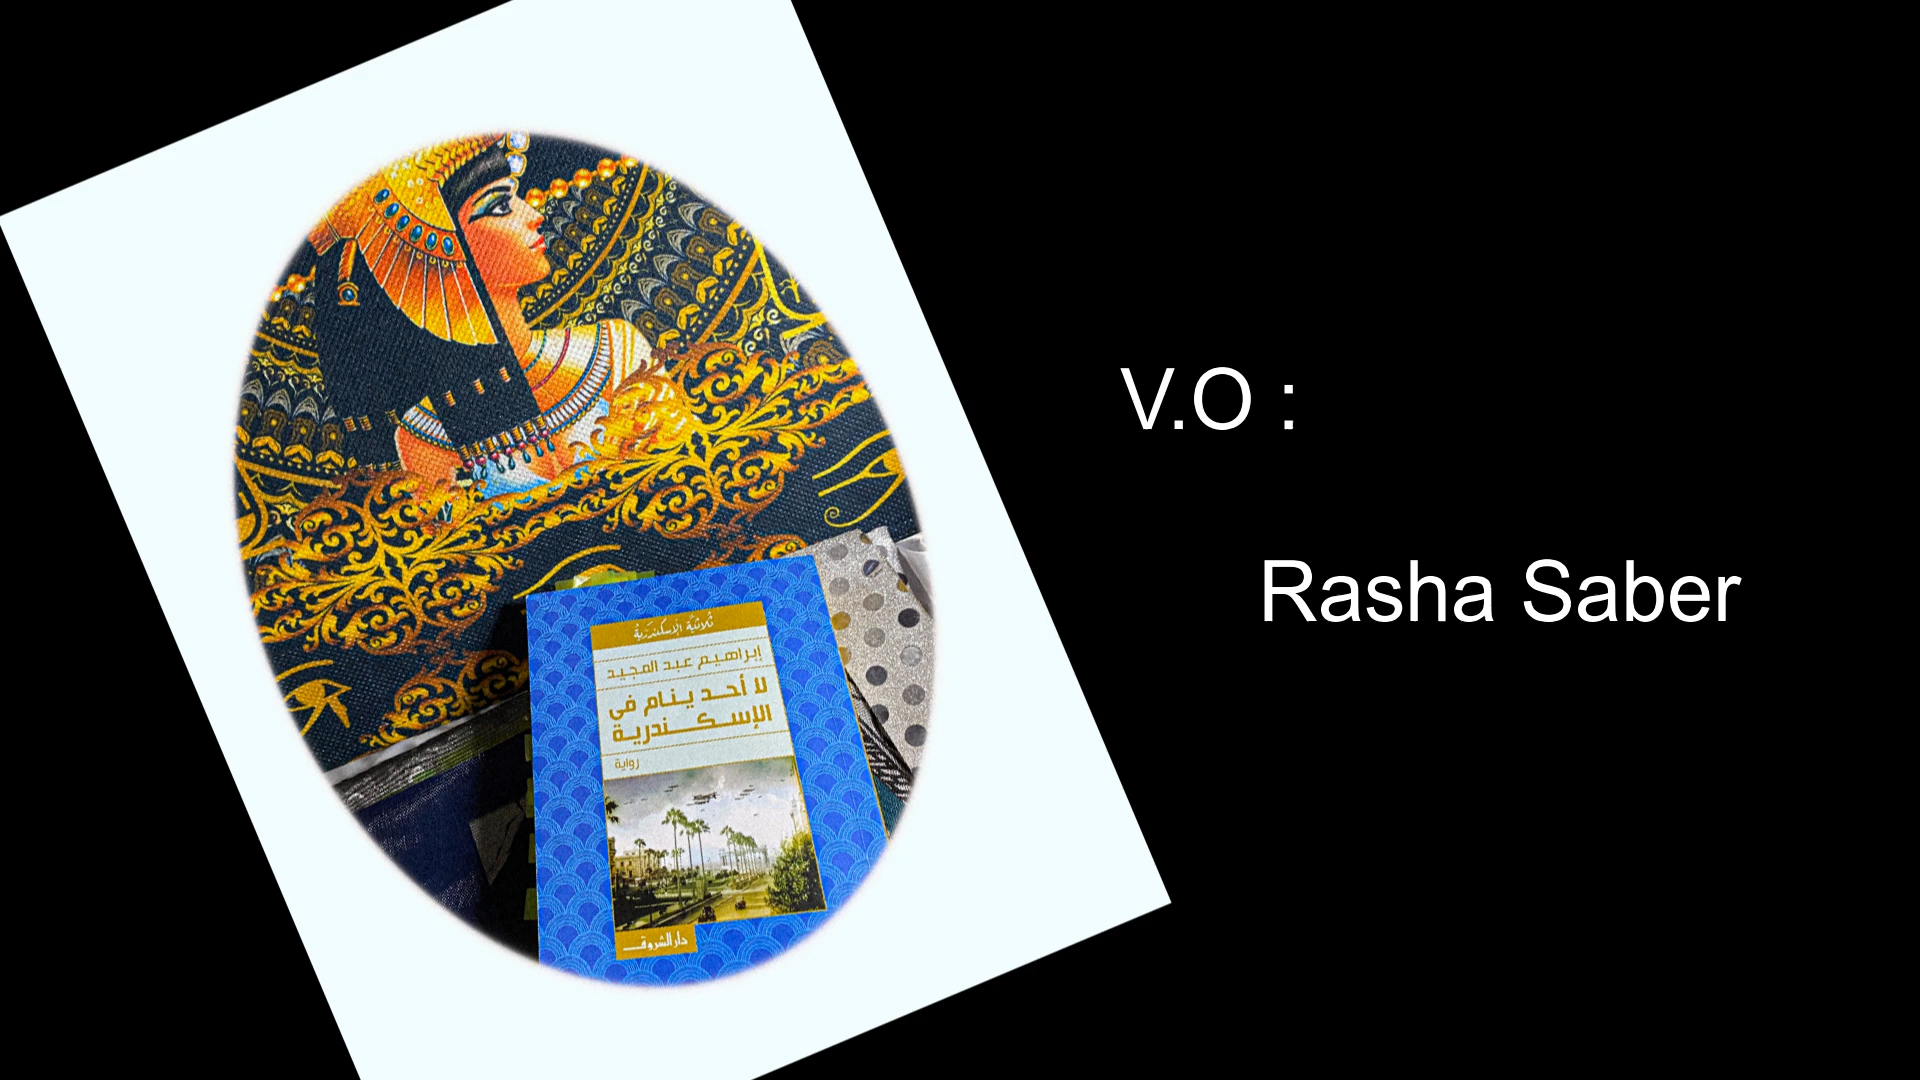 V.O :
Rasha Saber
ثلاثية الإسكندرية
إبراهيم عبد المجيد
لا أحد ينام في
الإسكندرية
رواية
دار الشروق